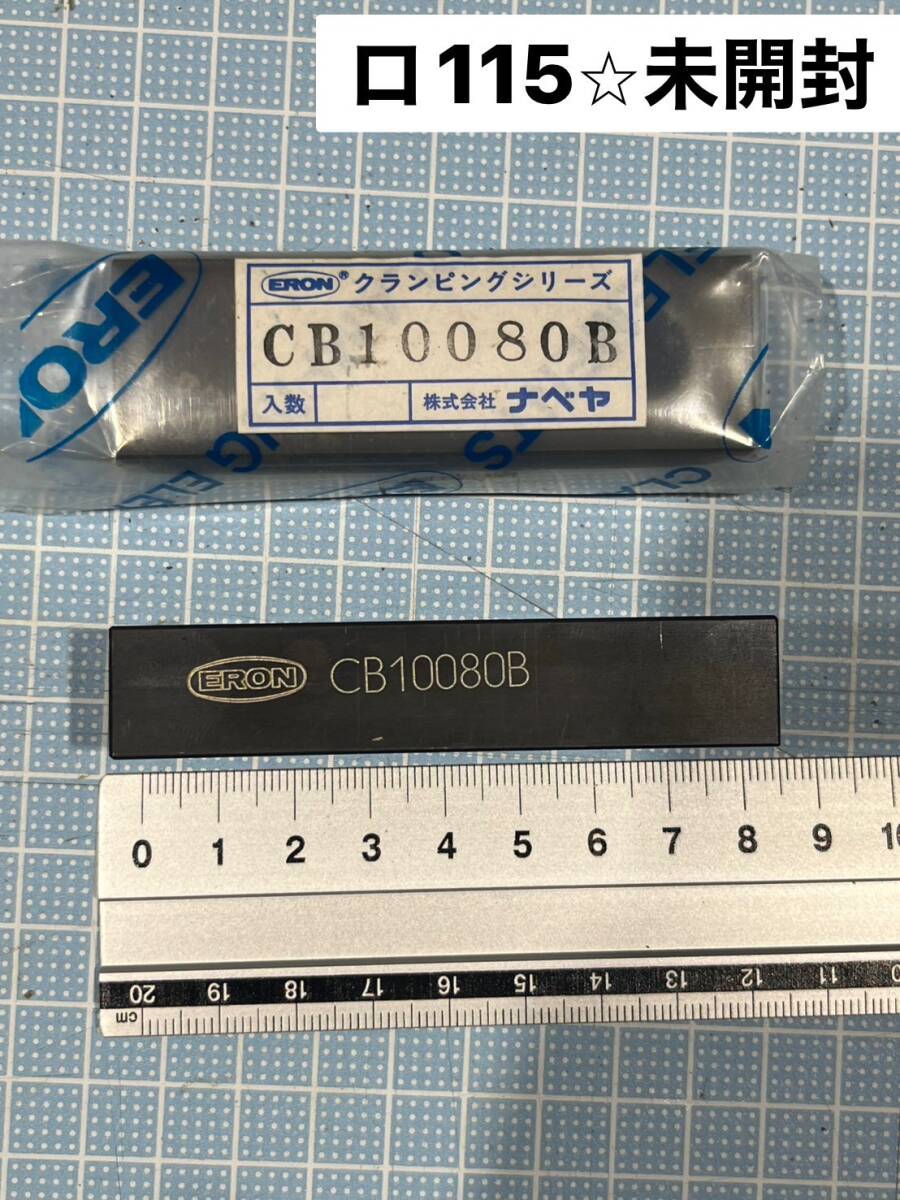 ロ115☆未開封
ERON® クランピングシリーズ
CB10080B
入数
株式会社 ナベヤ
ERON
ERON CB10080B
0 1 2 3 4 5 6 7 8 9
20 19 18 17 16 15 14 13 12 11
cm